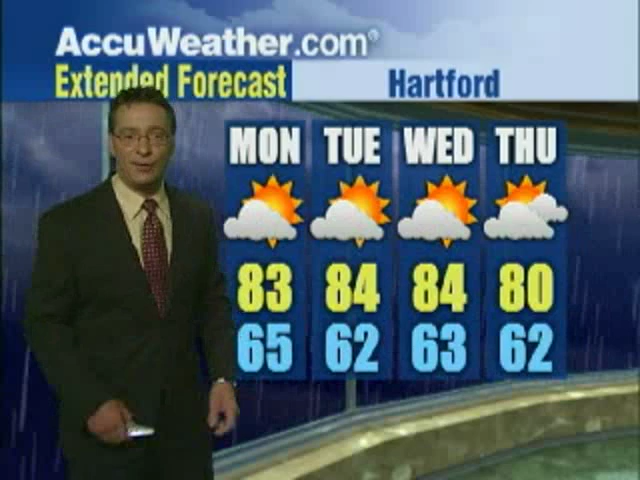 AccuWeather.com®
Extended Forecast
Hartford
MON TUE WED THU
83 84 84 80
65 62 63 62